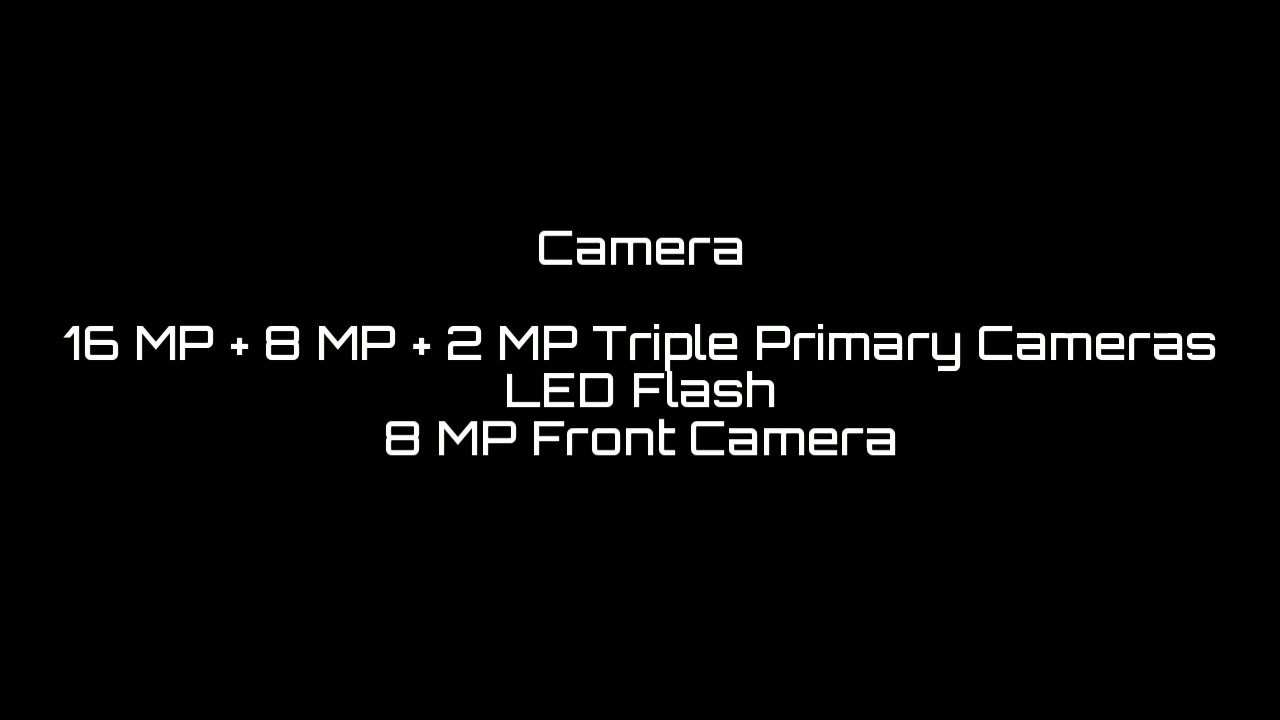 Camera
16 MP + 8 MP + 2 MP Triple Primary Cameras
LED Flash
8 MP Front Camera